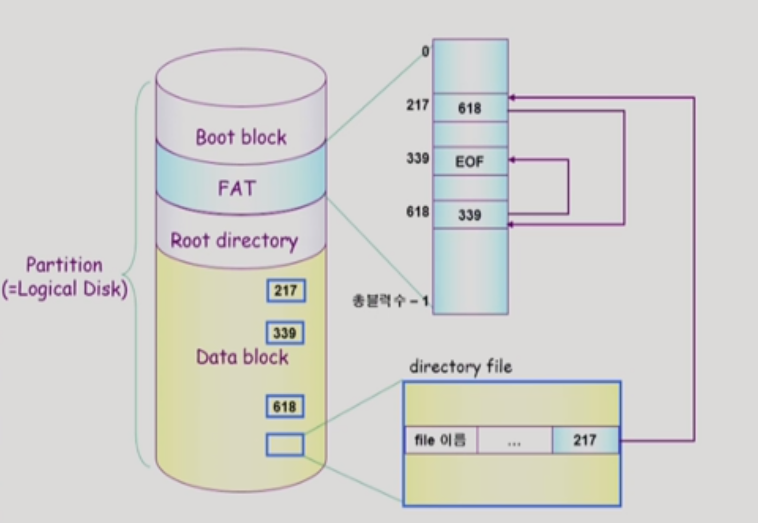 Boot block
FAT
Root directory
Partition
(=Logical Disk)
217
339
Data block
618
0
217
618
339
EOF
618
339
총블럭수-1
directory file
file 이름
...
217